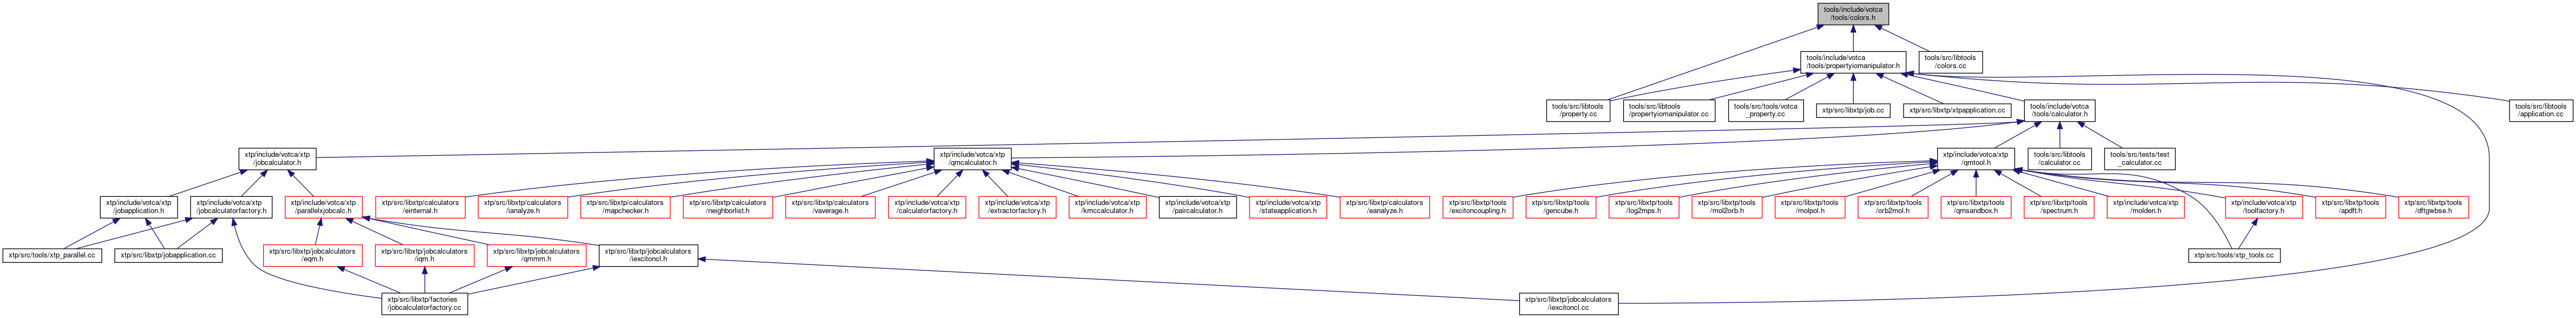 tools/include/votca
/tools/colors.h
tools/include/votca
/tools/propertyiomanipulator.h
tools/src/libtools
/colors.cc
tools/src/libtools
/property.cc
tools/src/libtools
/propertyiomanipulator.cc
tools/src/tools/votca
_property.cc
xtp/src/libxtp/job.cc
xtp/src/libxtp/xtpapplication.cc
tools/include/votca
/tools/calculator.h
tools/src/libtools
/application.cc
xtp/include/votca/xtp
/jobcalculator.h
xtp/include/votca/xtp
/qmcalculator.h
xtp/include/votca/xtp
/qmtool.h
tools/src/libtools
/calculator.cc
tools/src/tests/test
_calculator.cc
xtp/include/votca/xtp
/jobapplication.h
xtp/include/votca/xtp
/jobcalculatorfactory.h
xtp/include/votca/xtp
/parallelxjobcalc.h
xtp/src/libxtp/calculators
/einternal.h
xtp/src/libxtp/calculators
/ianalyze.h
xtp/src/libxtp/calculators
/mapchecker.h
xtp/src/libxtp/calculators
/neighborlist.h
xtp/src/libxtp/calculators
/vaverage.h
xtp/include/votca/xtp
/calculatorfactory.h
xtp/include/votca/xtp
/extractorfactory.h
xtp/include/votca/xtp
/kmccalculator.h
xtp/include/votca/xtp
/paircalculator.h
xtp/include/votca/xtp
/stateapplication.h
xtp/src/libxtp/calculators
/eanalyze.h
xtp/src/libxtp/tools
/excitoncoupling.h
xtp/src/libxtp/tools
/gencube.h
xtp/src/libxtp/tools
/log2mps.h
xtp/src/libxtp/tools
/mol2orb.h
xtp/src/libxtp/tools
/molpol.h
xtp/src/libxtp/tools
/orb2mol.h
xtp/src/libxtp/tools
/qmsandbox.h
xtp/src/libxtp/tools
/spectrum.h
xtp/include/votca/xtp
/molden.h
xtp/include/votca/xtp
/toolfactory.h
xtp/src/libxtp/tools
/apdft.h
xtp/src/libxtp/tools
/dftgwbse.h
xtp/src/tools/xtp_parallel.cc
xtp/src/libxtp/jobapplication.cc
xtp/src/libxtp/jobcalculators
/eqm.h
xtp/src/libxtp/jobcalculators
/iqm.h
xtp/src/libxtp/jobcalculators
/qmmm.h
xtp/src/libxtp/jobcalculators
/iexcitoncl.h
xtp/src/tools/xtp_tools.cc
xtp/src/libxtp/factories
/jobcalculatorfactory.cc
xtp/src/libxtp/jobcalculators
/iexcitoncl.cc